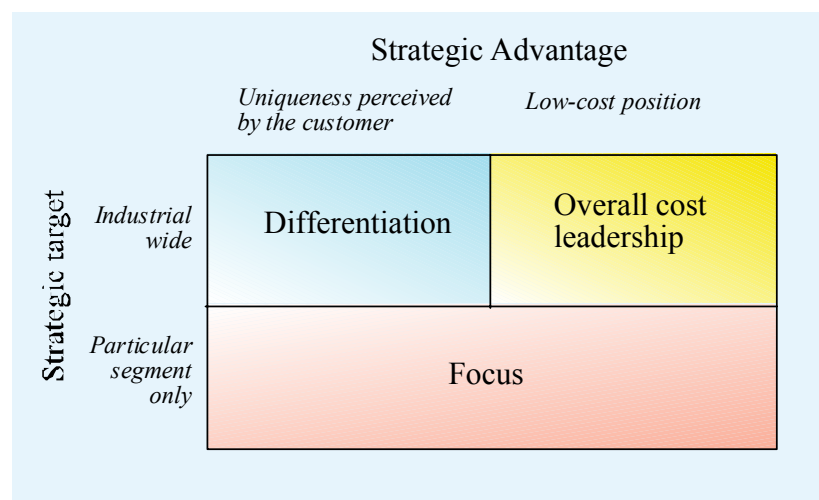 Strategic Advantage
Uniqueness perceived
by the customer
Low-cost position
Strategic target
Industrial
wide
Differentiation
Overall cost
leadership
Particular
segment
only
Focus